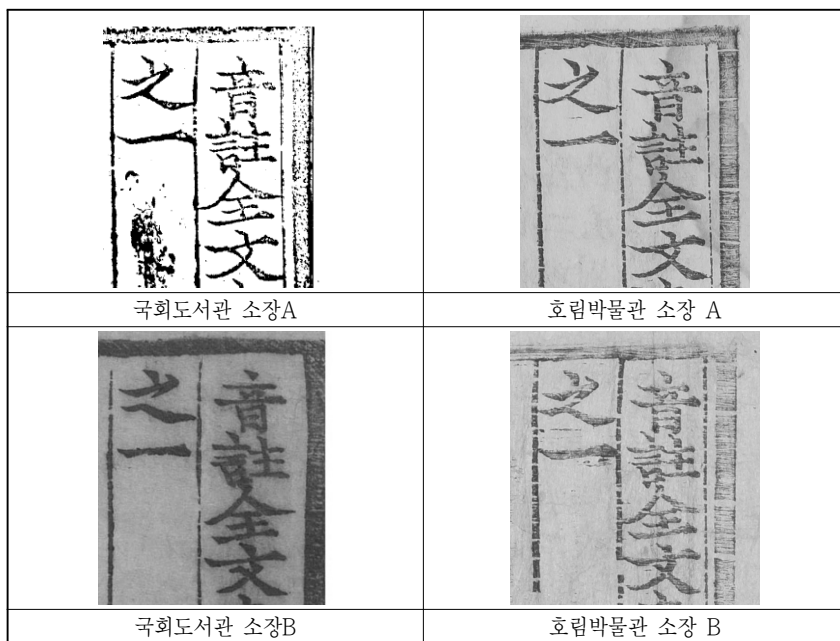 音註全文
之一
音註全文
之一
국회도서관 소장A
호림박물관 소장 A
音註全文
之一
音註全文
之一
국회도서관 소장B
호림박물관 소장 B